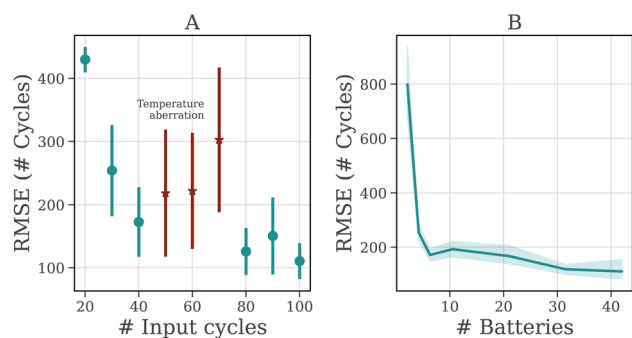 A
B
RMSE (# Cycles)
400
300
200
100
Temperature
aberration
20
40
60
80
100
# Input cycles
RMSE (# Cycles)
800
600
400
200
0
10
20
30
40
# Batteries